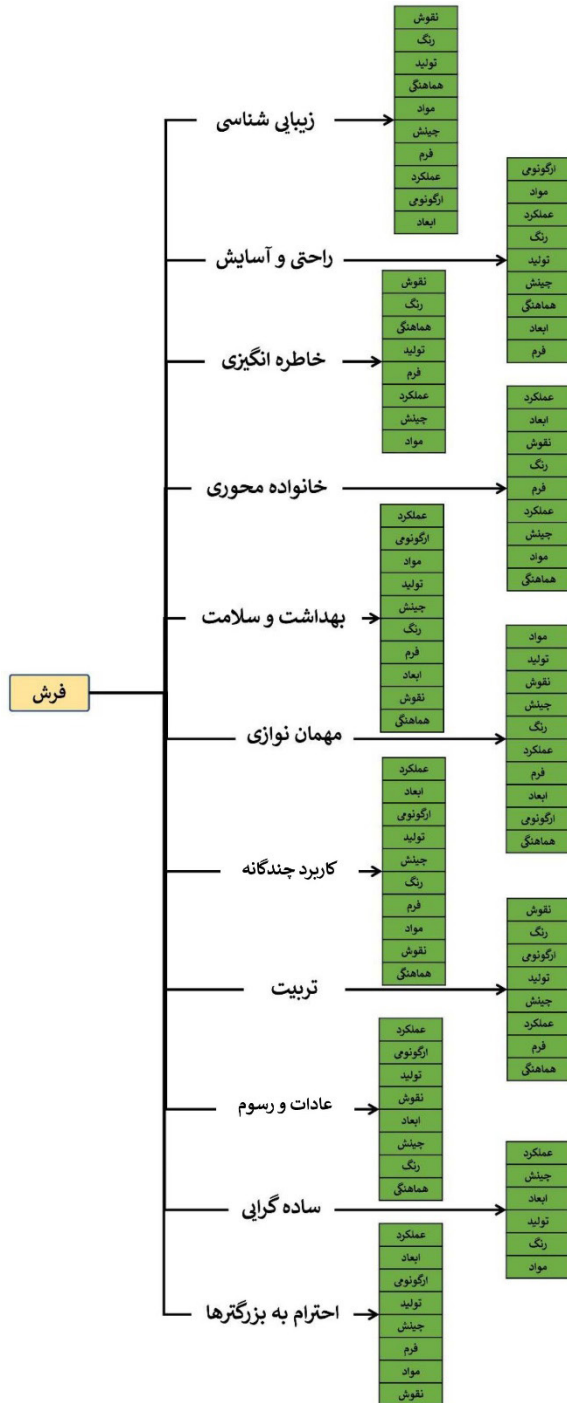 فرش
زیبایی شناسی
نقوش
رنگ
تولید
هماهنگی
مواد
چینش
فرم
عملکرد
ارگونومی
ابعاد
راحتی و آسایش
ارگونومی
مواد
عملکرد
رنگ
تولید
چینش
هماهنگی
ابعاد
فرم
خاطره انگیزی
نقوش
رنگ
هماهنگی
تولید
فرم
عملکرد
چینش
مواد
خانواده محوری
عملکرد
ابعاد
نقوش
رنگ
فرم
عملکرد
چینش
مواد
هماهنگی
بهداشت و سلامت
عملکرد
ارگونومی
مواد
تولید
چینش
رنگ
فرم
ابعاد
نقوش
هماهنگی
مهمان نوازی
مواد
تولید
نقوش
چینش
رنگ
عملکرد
فرم
ابعاد
ارگونومی
هماهنگی
کاربرد چندگانه
عملکرد
ابعاد
ارگونومی
تولید
چینش
رنگ
فرم
مواد
نقوش
هماهنگی
تربیت
نقوش
رنگ
ارگونومی
تولید
چینش
عملکرد
فرم
هماهنگی
عادات و رسوم
عملکرد
ارگونومی
تولید
نقوش
ابعاد
چینش
رنگ
هماهنگی
ساده گرایی
عملکرد
چینش
ابعاد
تولید
رنگ
مواد
احترام به بزرگترها
عملکرد
ابعاد
ارگونومی
تولید
چینش
فرم
مواد
نقوش